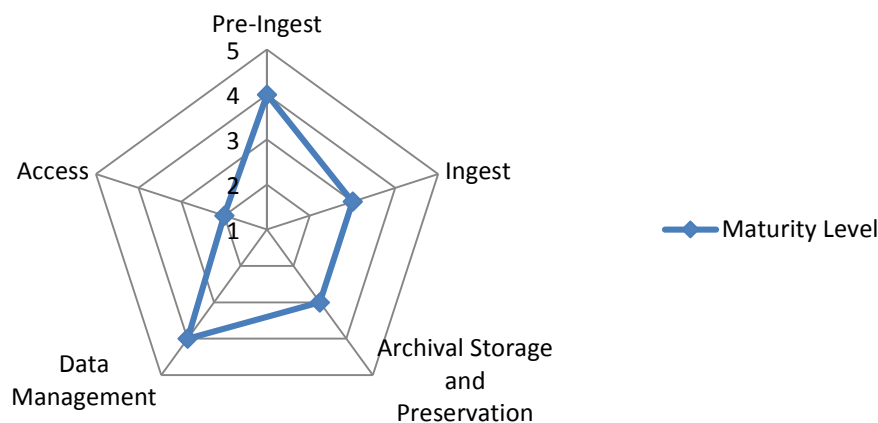 Pre-Ingest
5
4
3
2
1
Access
Ingest
Maturity Level
Archival Storage
and
Preservation
Data
Management